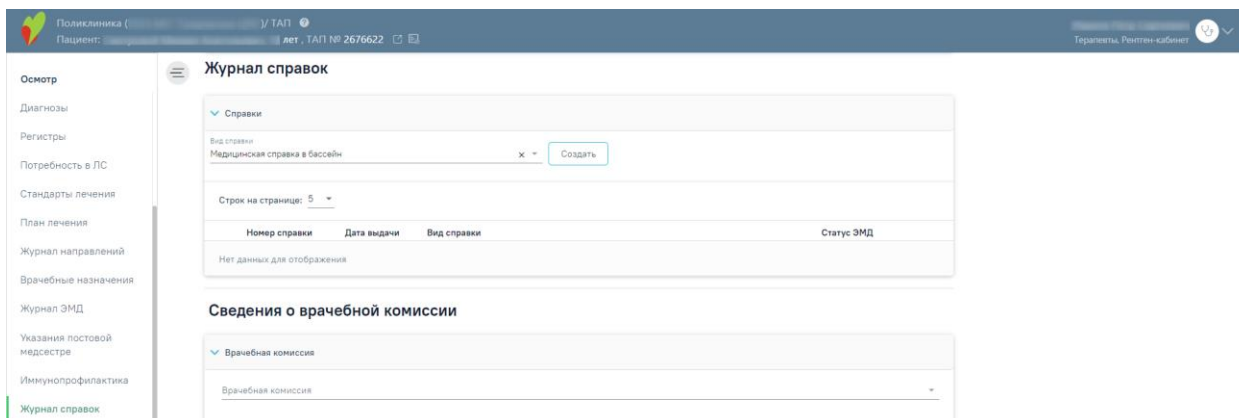 Поликлиника ( )/ ТАП
Пациент: лет , ТАП № 2676622
Терапевты, Рентген-кабинет
Осмотр
Диагнозы
Регистры
Потребность в ЛС
Стандарты лечения
План лечения
Журнал направлений
Врачебные назначения
Журнал ЭМД
Указания постовой
медсестре
Иммунопрофилактика
Журнал справок
Журнал справок
Справки
Вид справки
Медицинская справка в бассейн
Создать
Строк на странице: 5
Номер справки Дата выдачи Вид справки Статус ЭМД
Нет данных для отображения
Сведения о врачебной комиссии
Врачебная комиссия
Врачебная комиссия